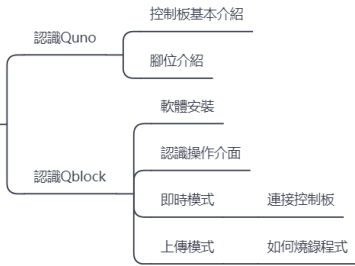 認識Quno
控制板基本介紹
腳位介紹
認識Qblock
軟體安裝
認識操作介面
即時模式
連接控制板
上傳模式
如何燒錄程式